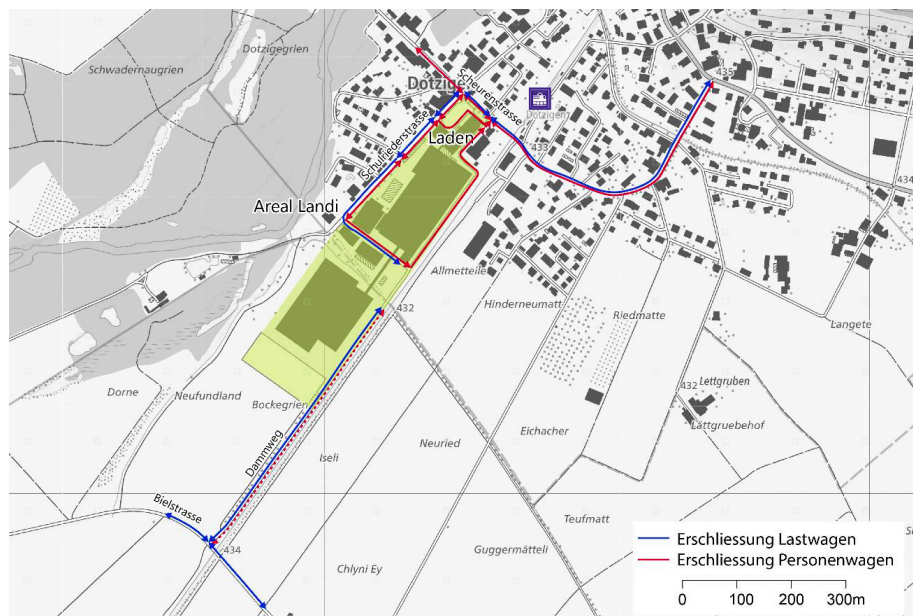 Dotzigegrien
Schwadernaugrien
435
Dotzige
Scheurenstrasse
Dotzigen
Schulriederstrasse
Laden
433
434
Areal Landi
Allmetteile
432
Hinderneumatt
Riedmatte
Langete
Dorne
Neufundland
Bockegrien
432
Lettgruben
Lättgruebehof
Neuried
Eichacher
Iseli
Dammweg
Bielstrasse
Teufmatt
434
Guggermätteli
Chlyni Ey
Erschliessung Lastwagen
Erschliessung Personenwagen
0 100 200 300m